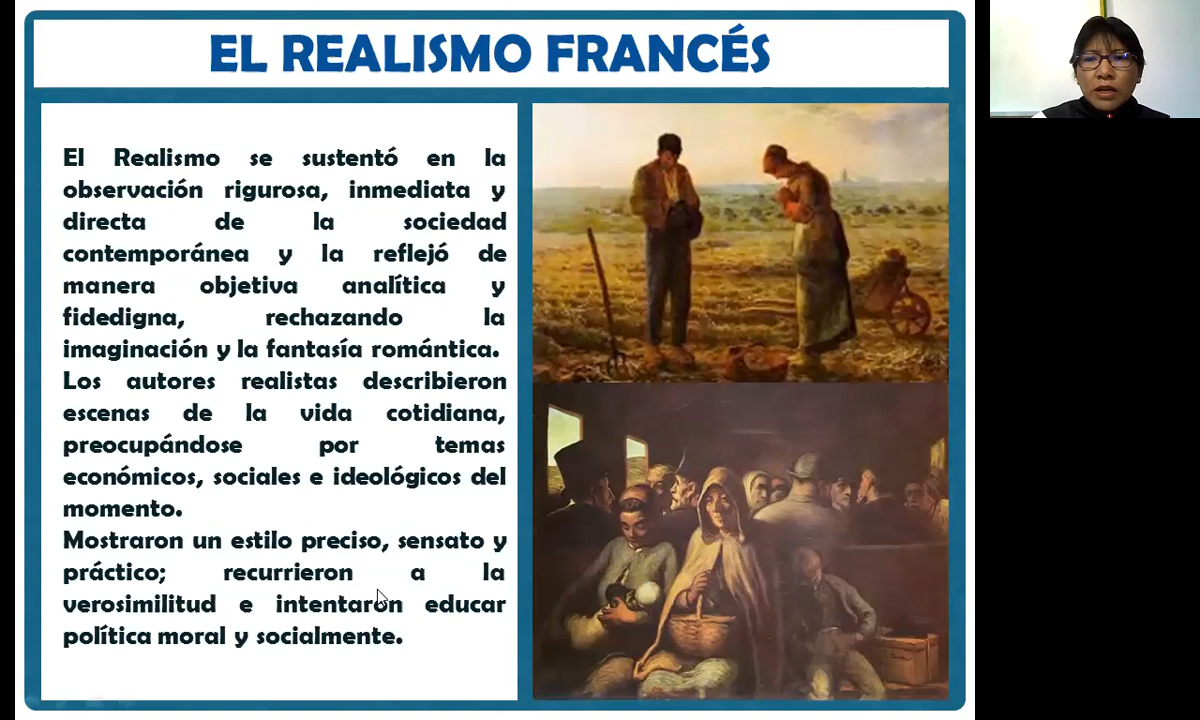 EL REALISMO FRANCÉS
El Realismo se sustentó en la
observación rigurosa, inmediata y
directa de la sociedad
contemporánea y la reflejó de
manera objetiva analítica y
fidedigna, rechazando la
imaginación y la fantasía romántica.
Los autores realistas describieron
escenas de la vida cotidiana,
preocupándose por temas
económicos, sociales e ideológicos del
momento.
Mostraron un estilo preciso, sensato y
práctico; recurrieron a la
verosimilitud e intentaron educar
política moral y socialmente.